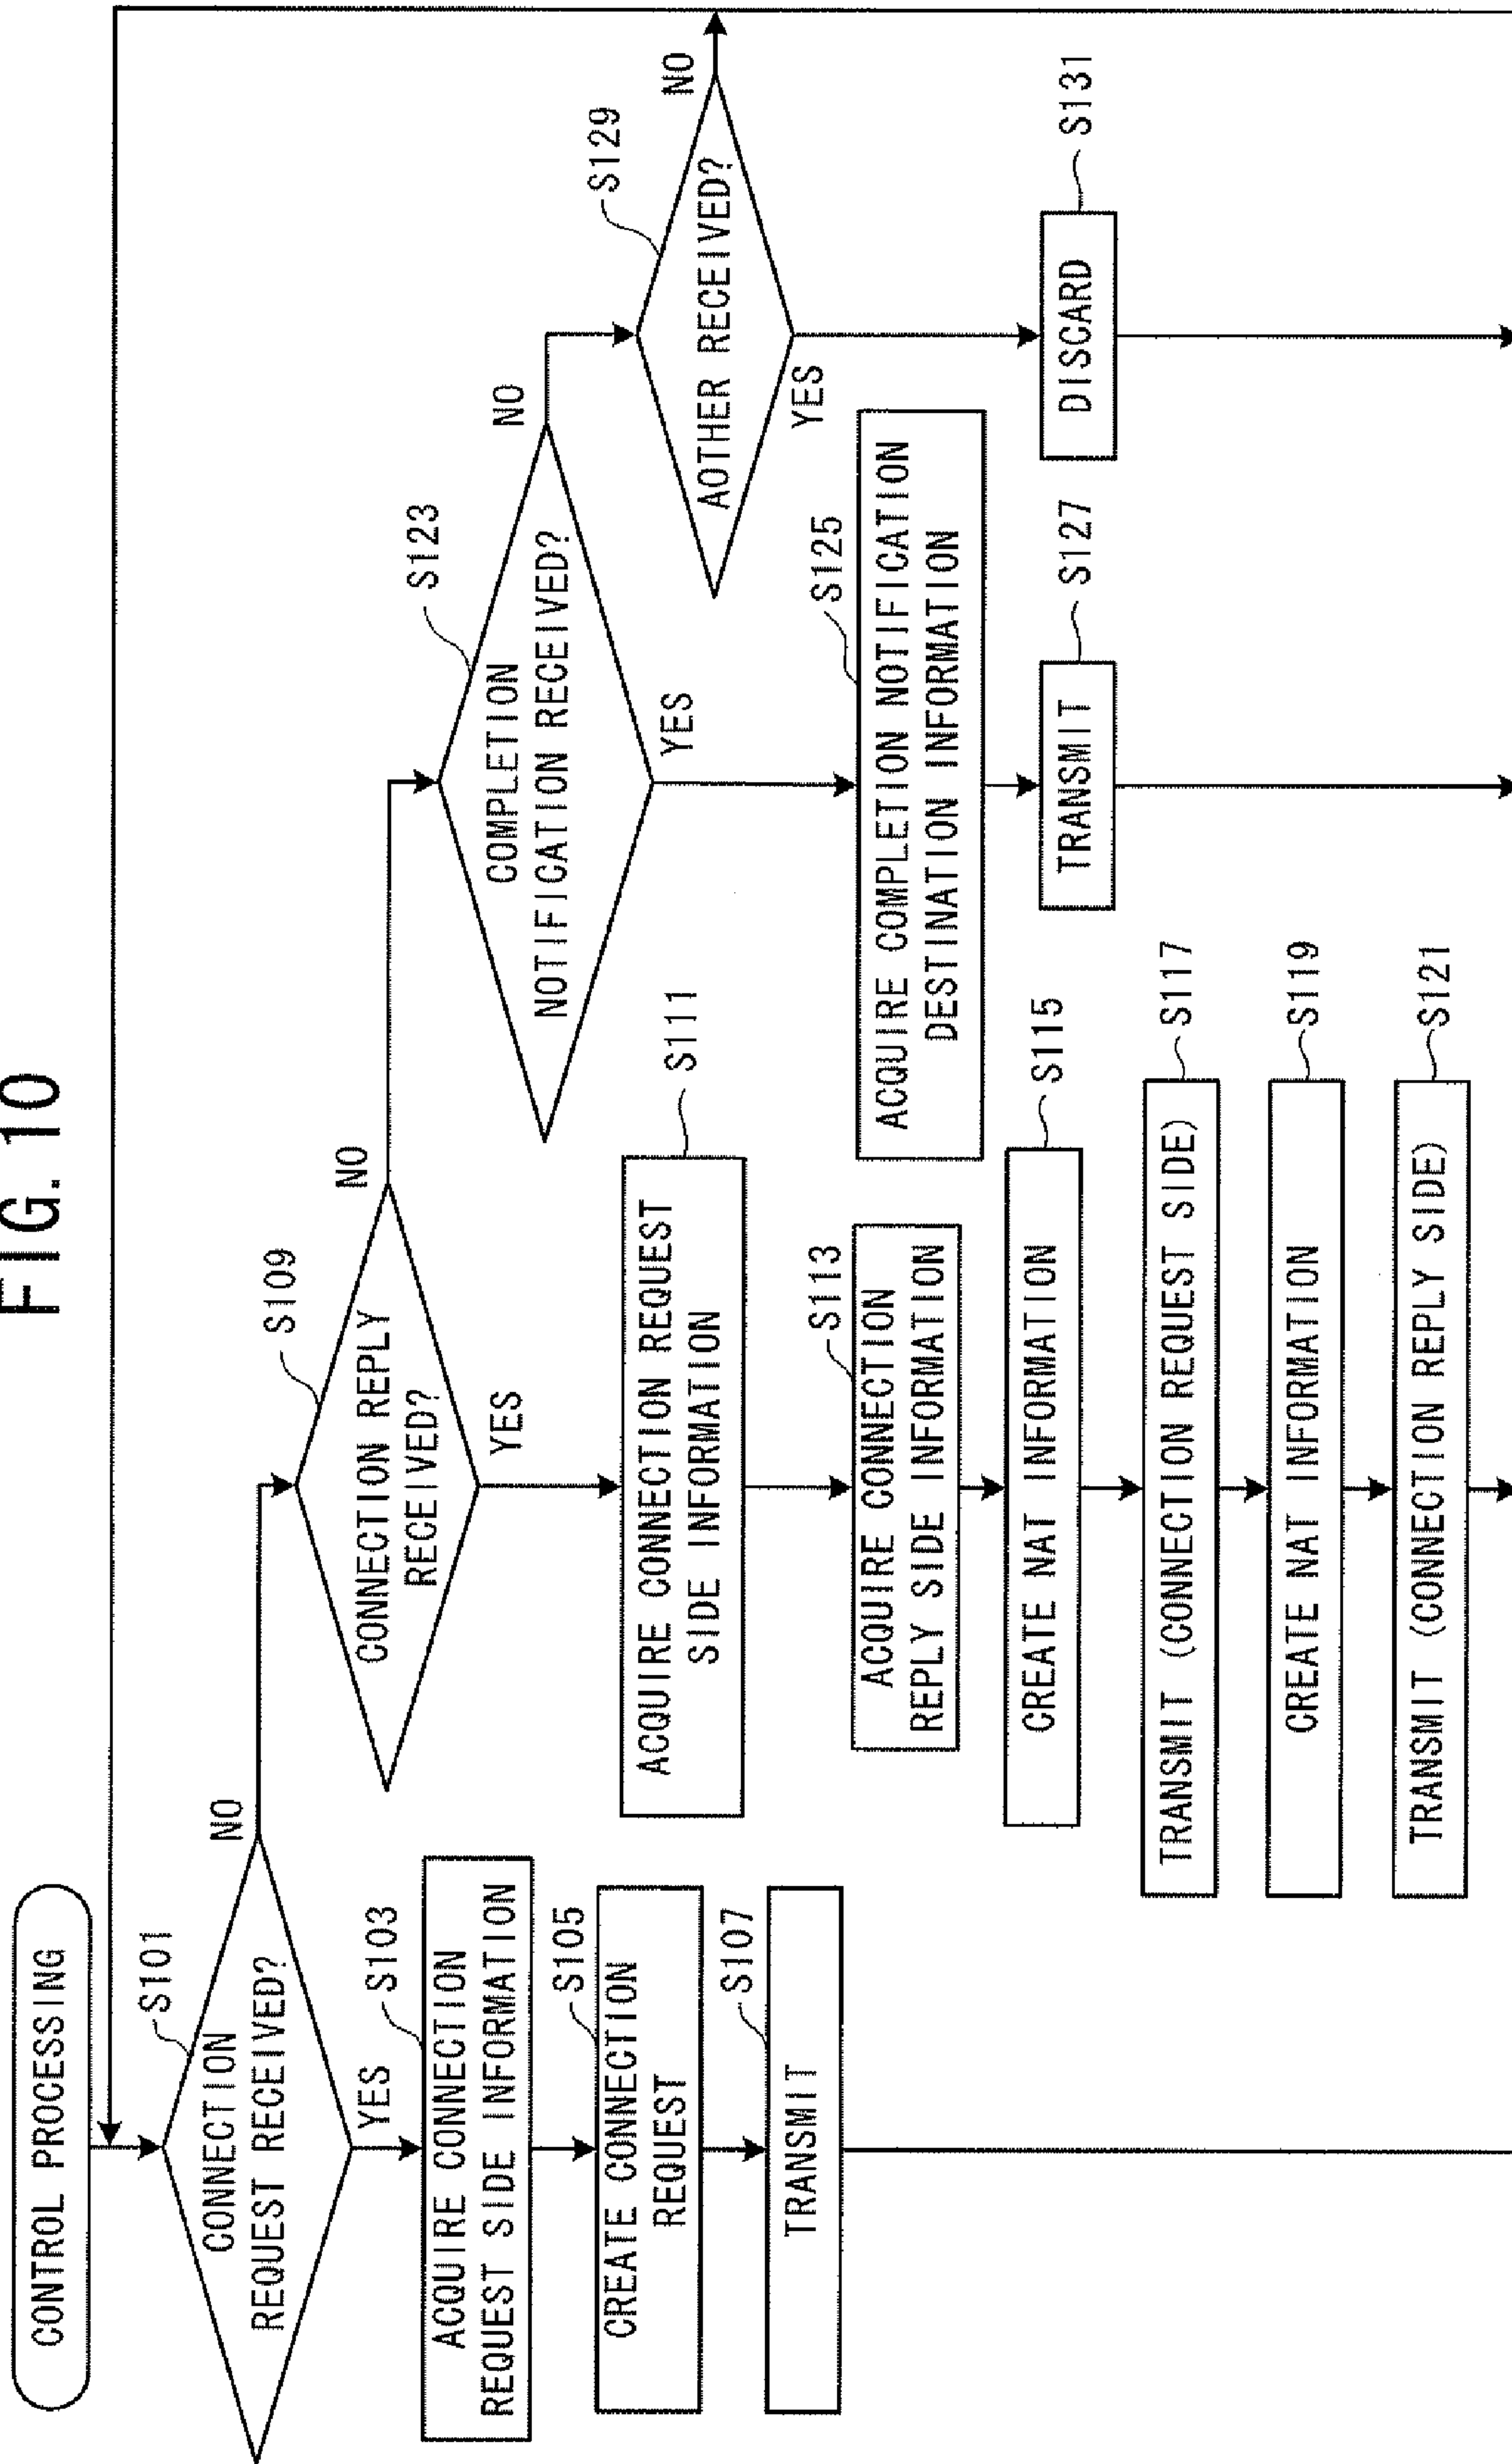 FIG. 10
CONTROL PROCESSING
S101
CONNECTION
REQUEST RECEIVED?
NO
YES
S103
ACQUIRE CONNECTION
REQUEST SIDE INFORMATION
S105
CREATE CONNECTION
REQUEST
S107
TRANSMIT
S109
CONNECTION REPLY
RECEIVED?
NO
YES
S111
ACQUIRE CONNECTION REQUEST
SIDE INFORMATION
S113
ACQUIRE CONNECTION
REPLY SIDE INFORMATION
S115
CREATE NAT INFORMATION
S117
TRANSMIT (CONNECTION REQUEST SIDE)
S119
CREATE NAT INFORMATION
S121
TRANSMIT (CONNECTION REPLY SIDE)
S123
COMPLETION
NOTIFICATION RECEIVED?
NO
YES
S125
ACQUIRE COMPLETION NOTIFICATION
DESTINATION INFORMATION
S127
TRANSMIT
S129
AOTHER RECEIVED?
NO
YES
S131
DISCARD